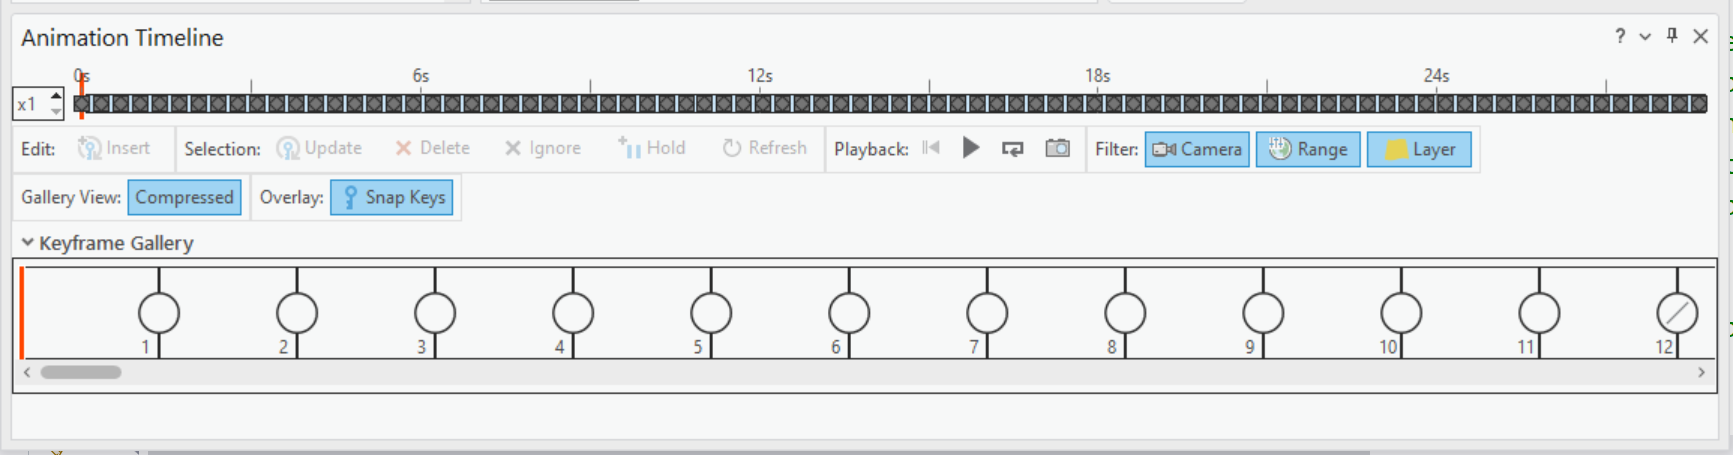 Animation Timeline
?
0s 6s 12s 18s 24s
x1
Edit: Insert Selection: Update Delete Ignore Hold Refresh Playback: Filter: Camera Range Layer
Gallery View: Compressed Overlay: Snap Keys
Keyframe Gallery
1 2 3 4 5 6 7 8 9 10 11 12